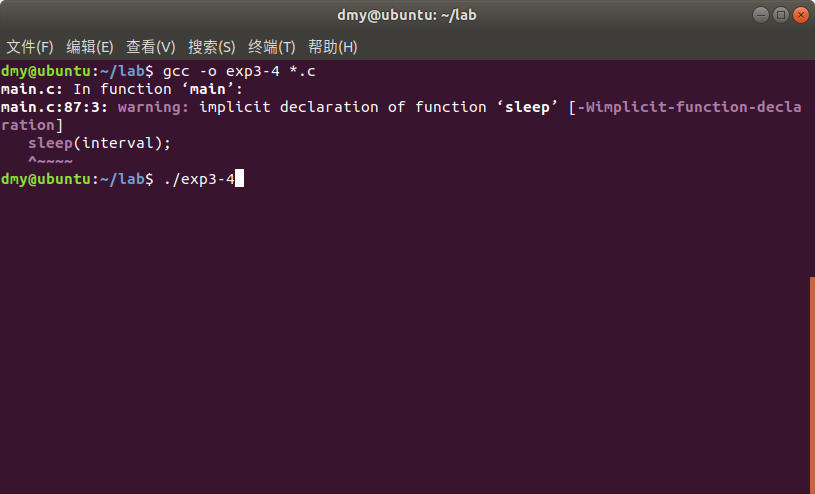 dmy@ubuntu: ~/lab
文件(F) 编辑(E) 查看(V) 搜索(S) 终端(T) 帮助(H)
dmy@ubuntu:~/lab$ gcc -o exp3-4 *.c
main.c: In function ‘main’:
main.c:87:3: warning: implicit declaration of function ‘sleep’ [-Wimplicit-function-decla
ration]
   sleep(interval);
   ^~~~~
dmy@ubuntu:~/lab$ ./exp3-4